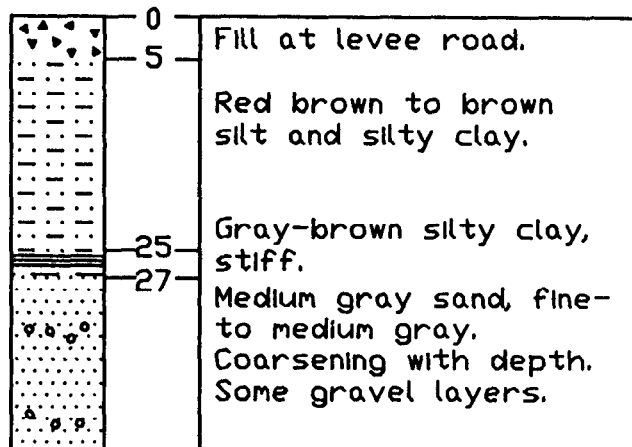 0
Fill at levee road.
5
Red brown to brown
silt and silty clay.
25
Gray-brown silty clay,
stiff.
27
Medium gray sand, fine-
to medium gray.
Coarsening with depth.
Some gravel layers.